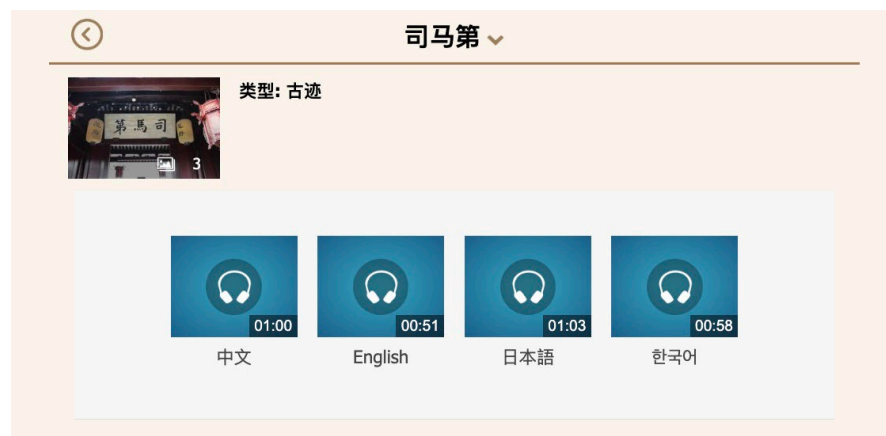 司马第
类型: 古迹
第馬司
3
01:00
00:51
01:03
00:58
中文
English
日本語
한국어